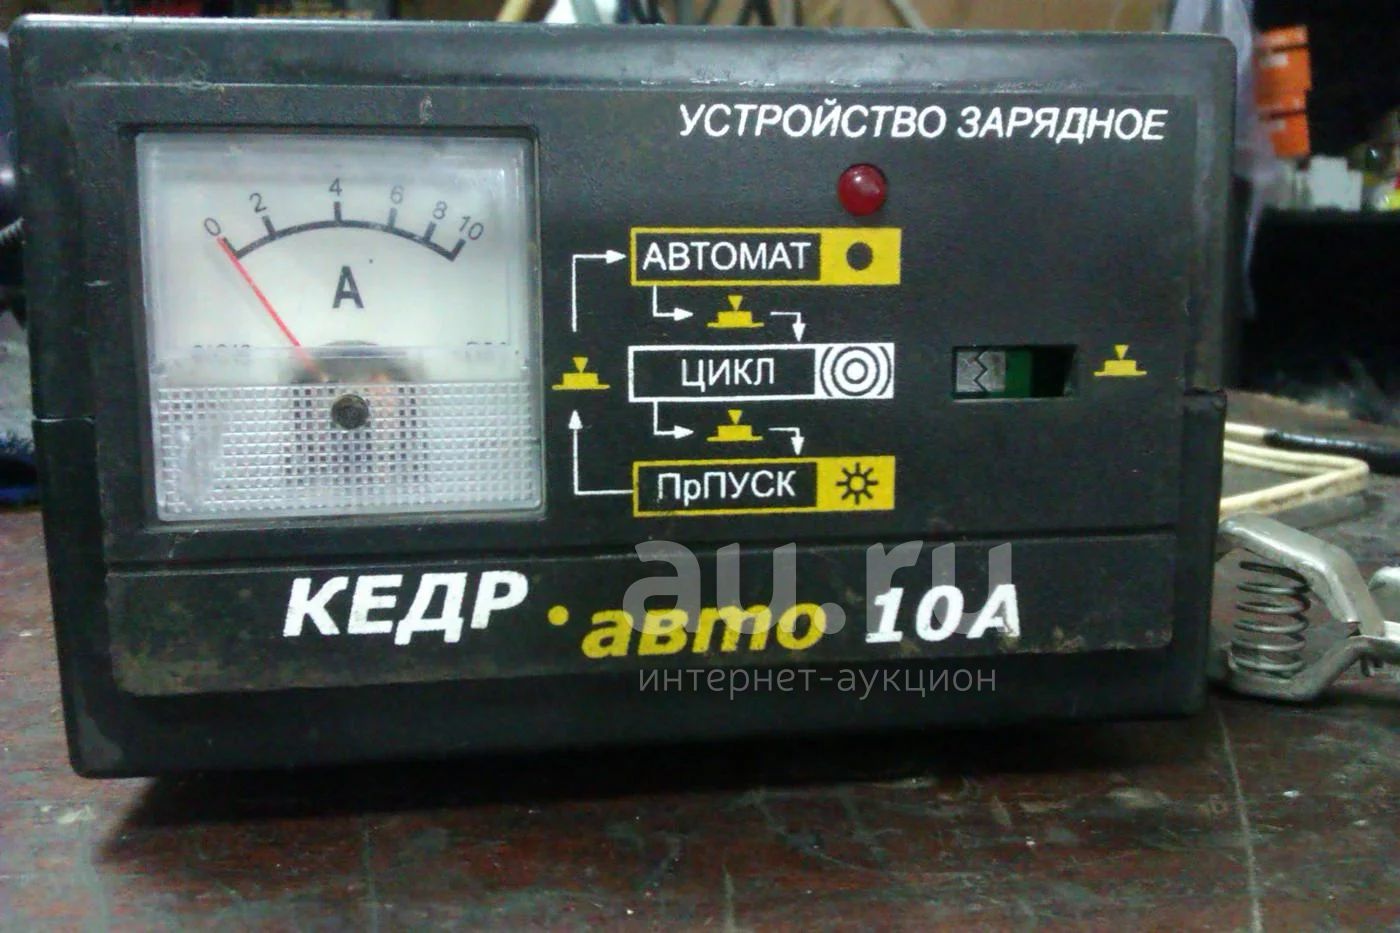 УСТРОЙСТВО ЗАРЯДНОЕ
0 2 4 6 8 10
А
АВТОМАТ
ЦИКЛ
ПрПУСК
КЕДР • авто 10А
au.ru
интернет-аукцион